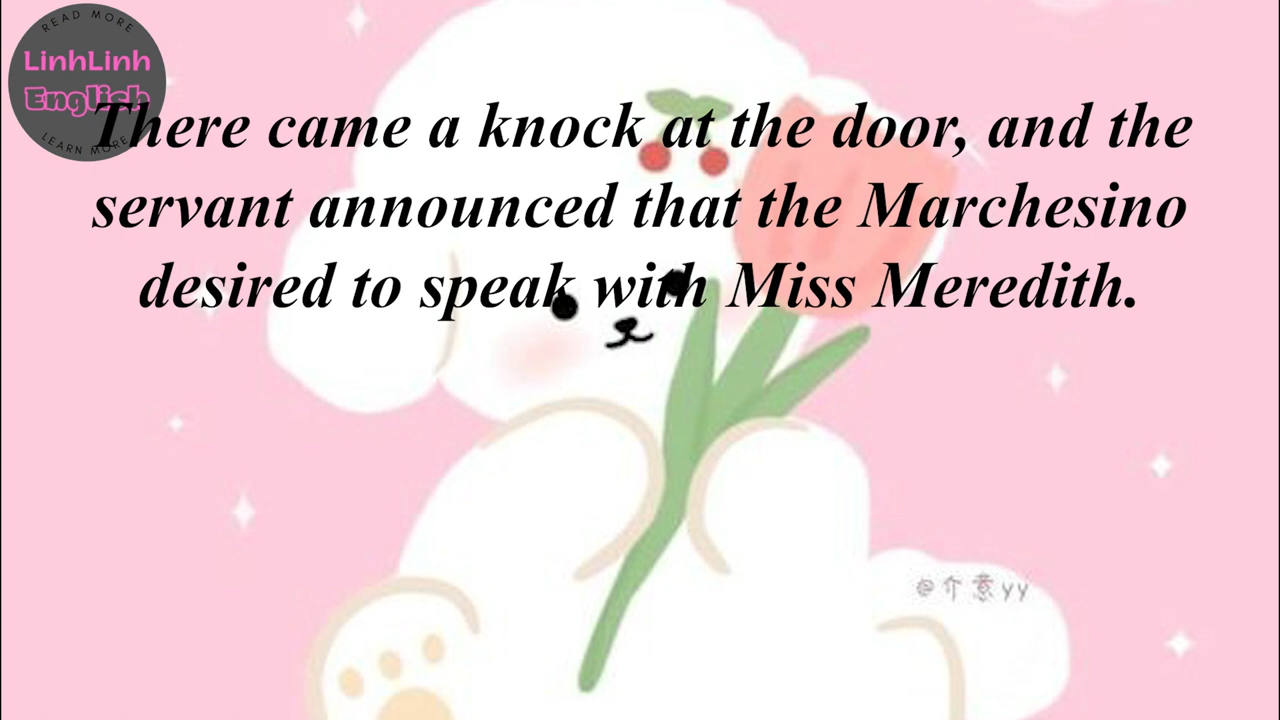 READ MORE
LinhLinh
English
LEARN MORE
There came a knock at the door, and the
servant announced that the Marchesino
desired to speak with Miss Meredith.
@介意yy